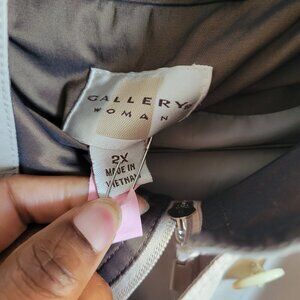 GALLERY
WOMAN
2X
MADE IN
VIETNAM